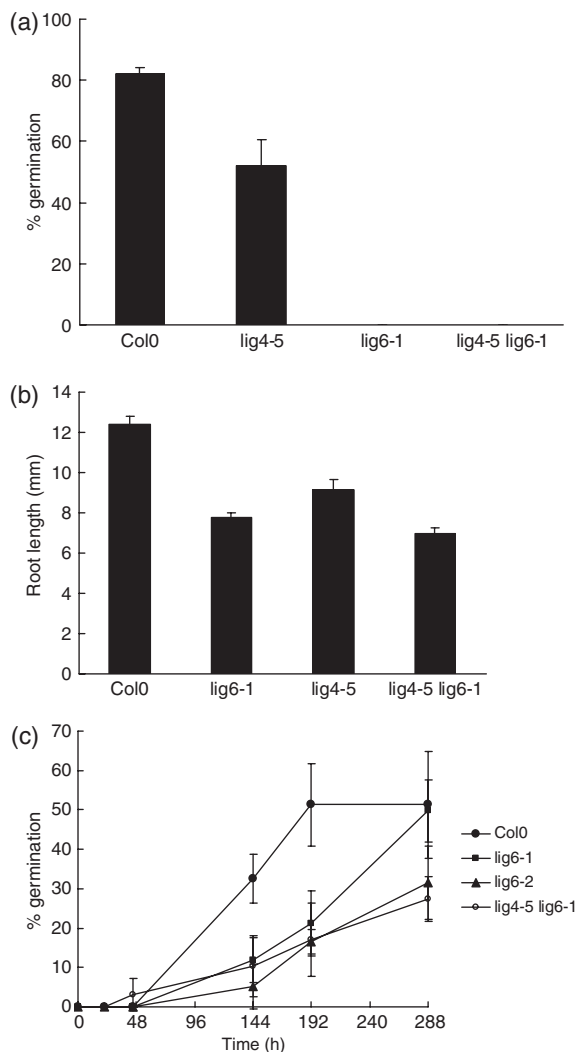 (a)
100
80
60
40
20
0
% germination
Col0 lig4-5 lig6-1 lig4-5 lig6-1
(b)
14
12
10
8
6
4
2
0
Root length (mm)
Col0 lig6-1 lig4-5 lig4-5 lig6-1
(c)
70
60
50
40
30
20
10
0
% germination
0 48 96 144 192 240 288
Time (h)
Col0
lig6-1
lig6-2
lig4-5 lig6-1